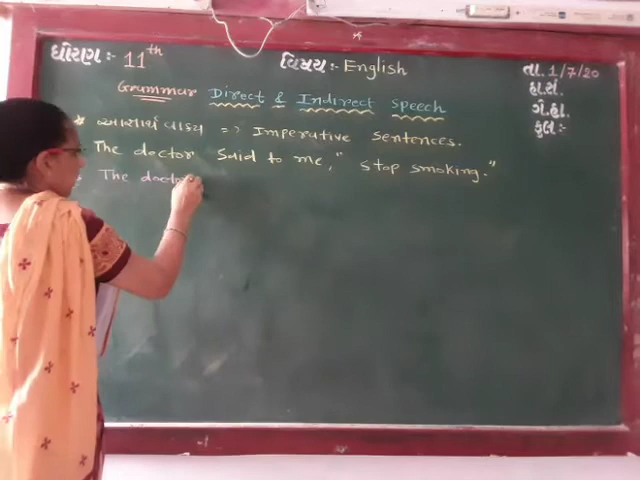 ધોરણ :- 11th વિષય :- English તા. 1/7/20
હા.સં.
ગે.હા.
કુલ :-
Grammar Direct & Indirect Speech
* આજ્ઞાર્થ વાક્ય => Imperative Sentences.
The doctor said to me, " stop smoking."
The doctor